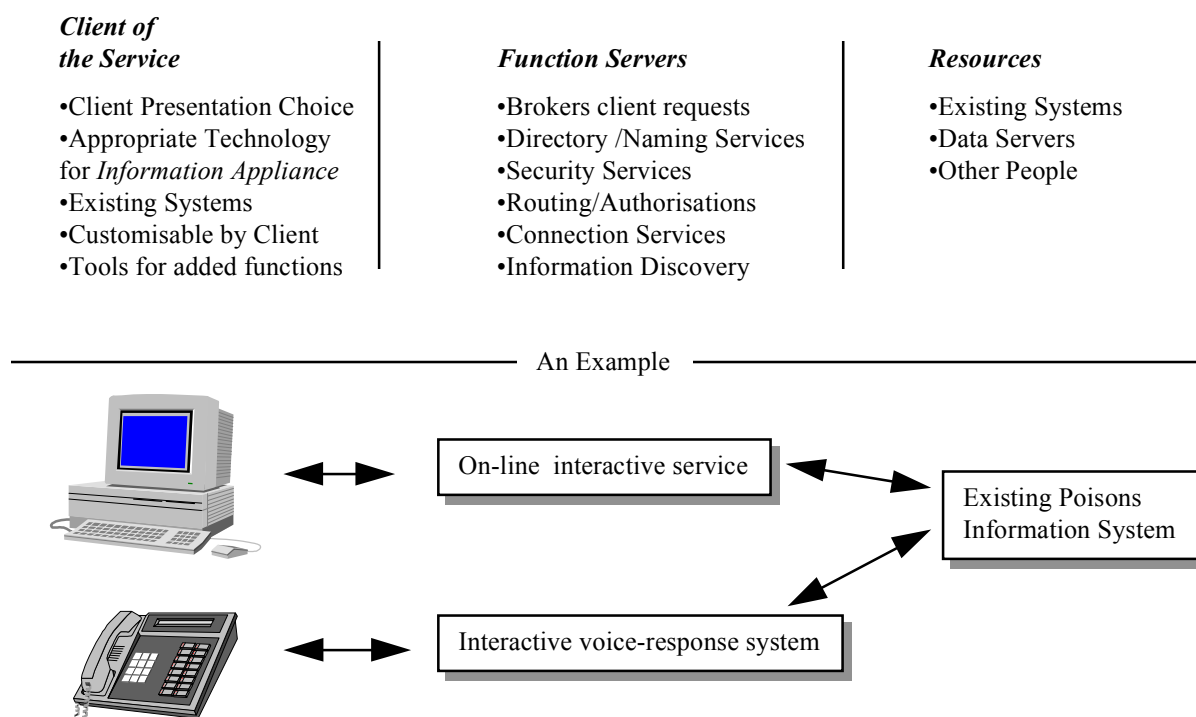 Client of
the Service
•Client Presentation Choice
•Appropriate Technology
for Information Appliance
•Existing Systems
•Customisable by Client
•Tools for added functions
Function Servers
•Brokers client requests
•Directory /Naming Services
•Security Services
•Routing/Authorisations
•Connection Services
•Information Discovery
Resources
•Existing Systems
•Data Servers
•Other People
An Example
On-line interactive service
Existing Poisons
Information System
Interactive voice-response system